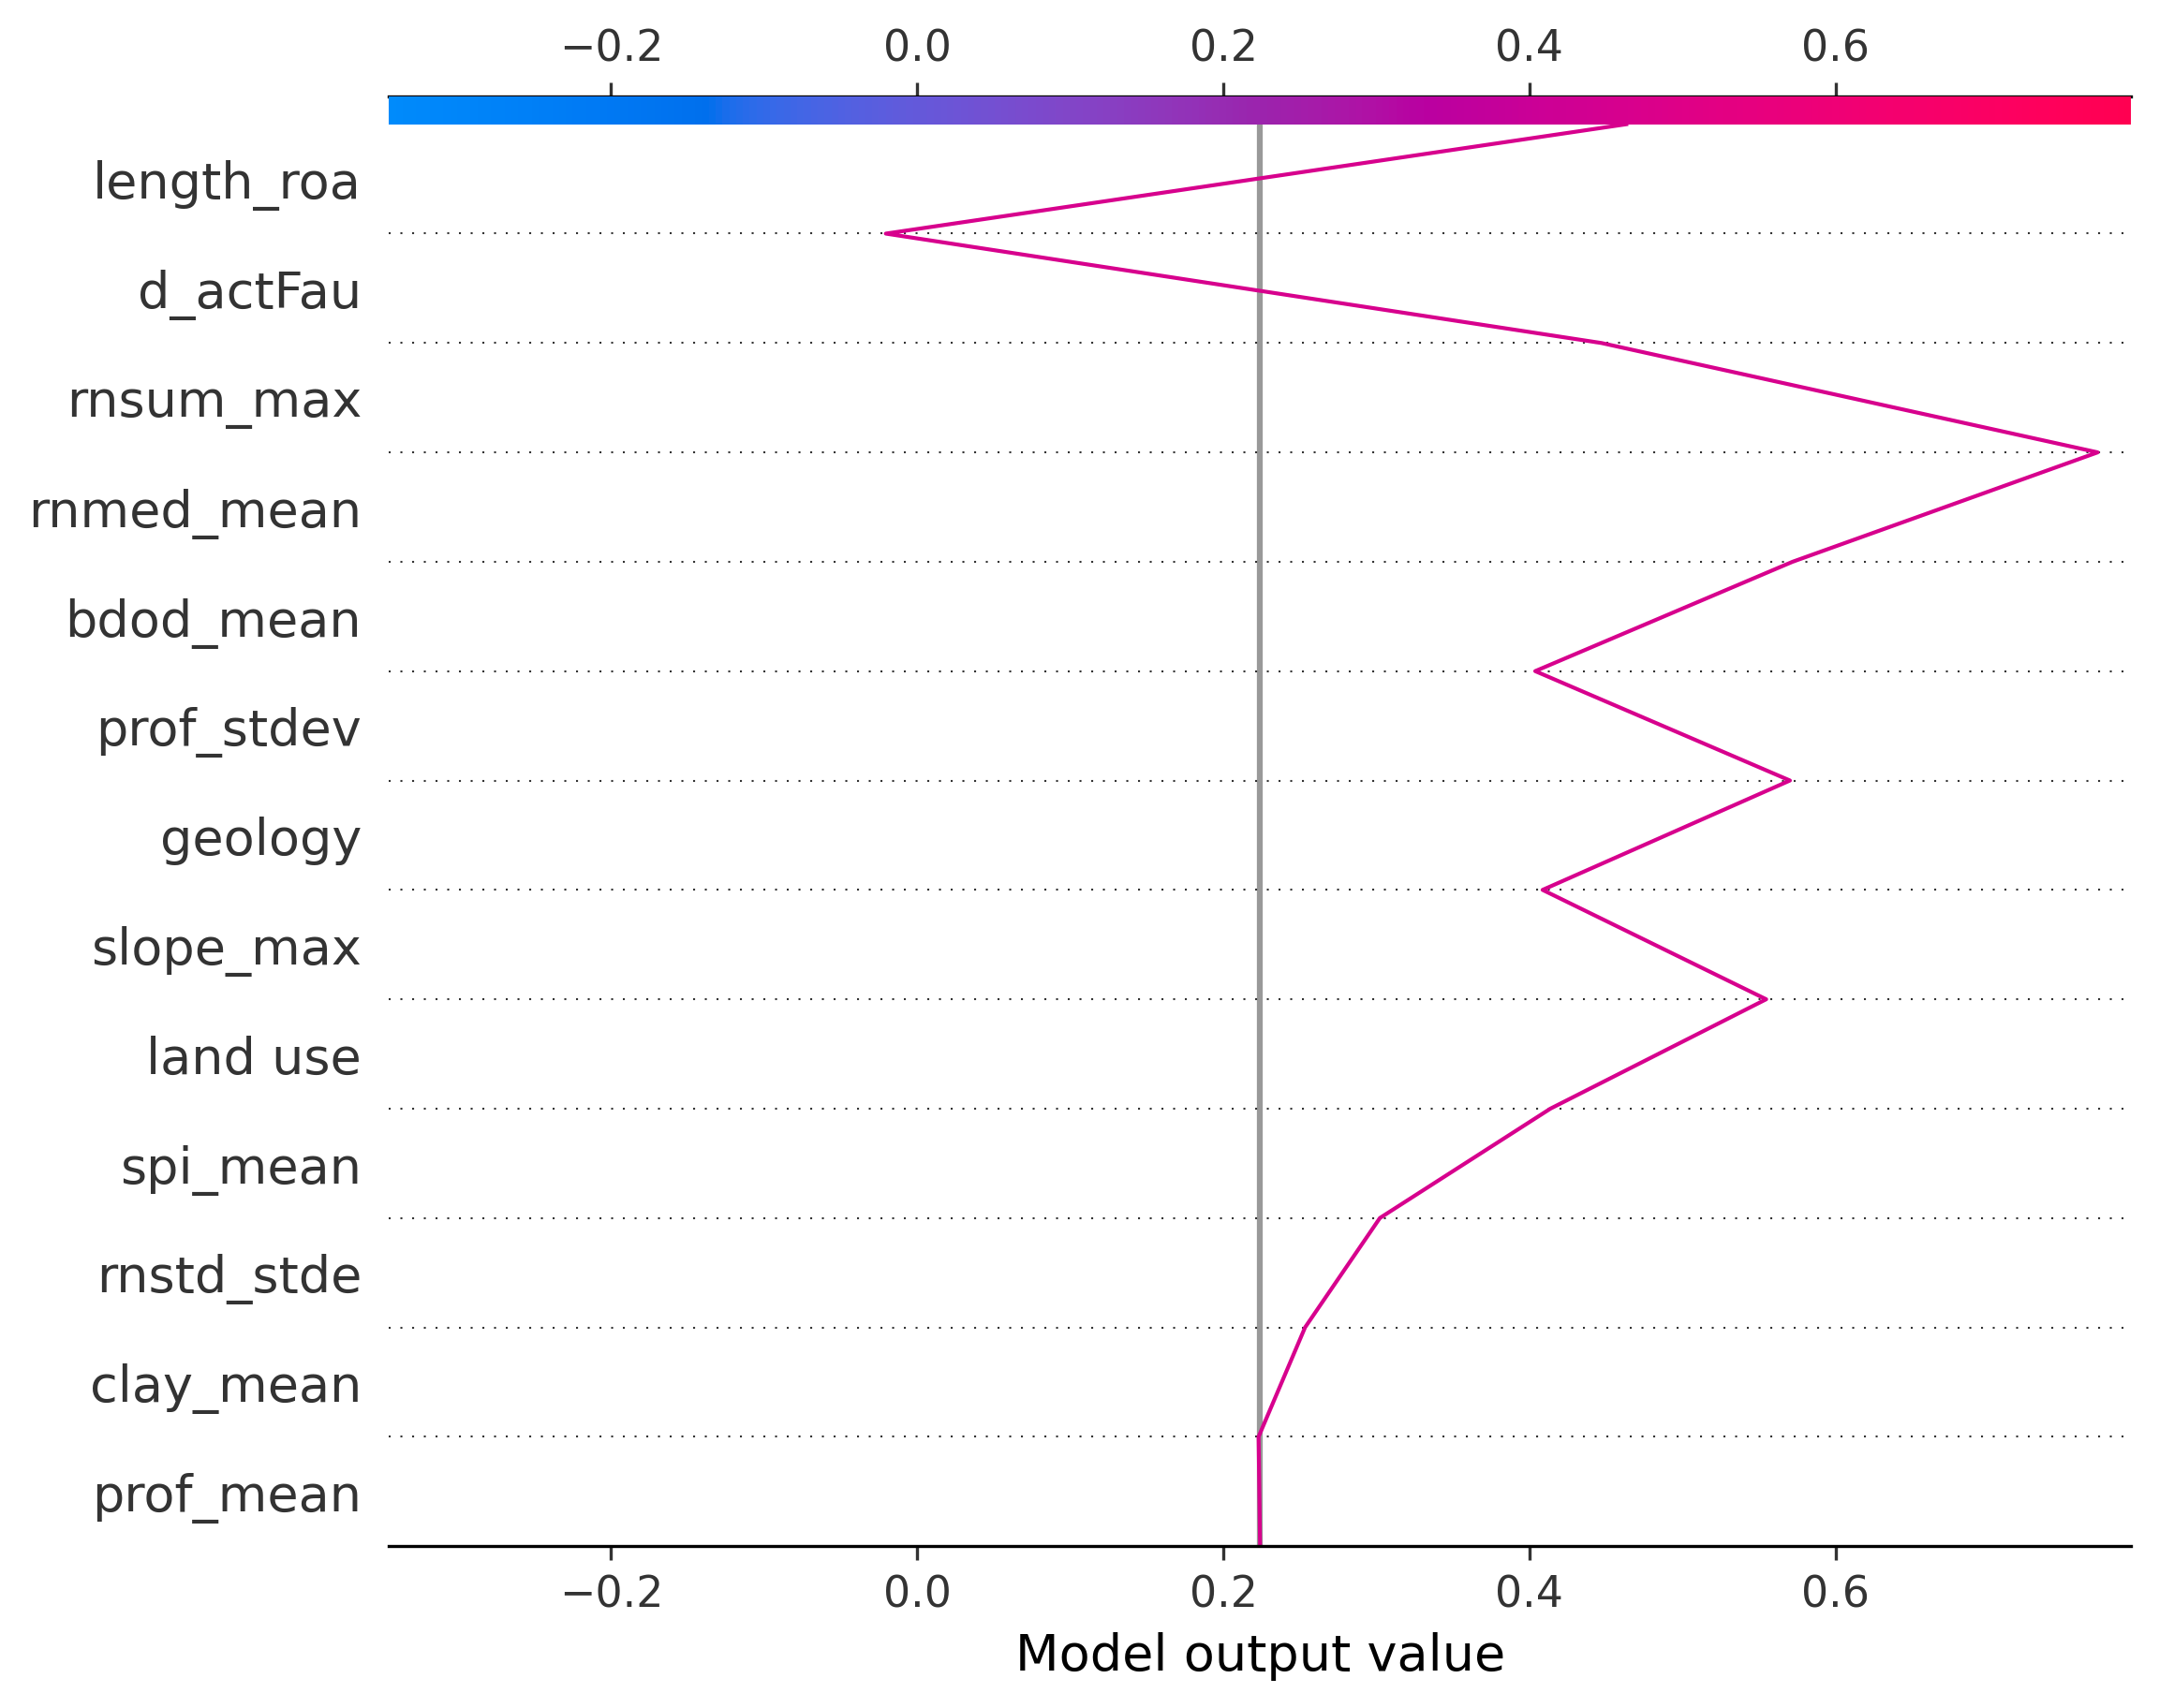 −0.2 0.0 0.2 0.4 0.6
length_roa
d_actFau
rnsum_max
rnmed_mean
bdod_mean
prof_stdev
geology
slope_max
land use
spi_mean
rnstd_stde
clay_mean
prof_mean
−0.2 0.0 0.2 0.4 0.6
Model output value